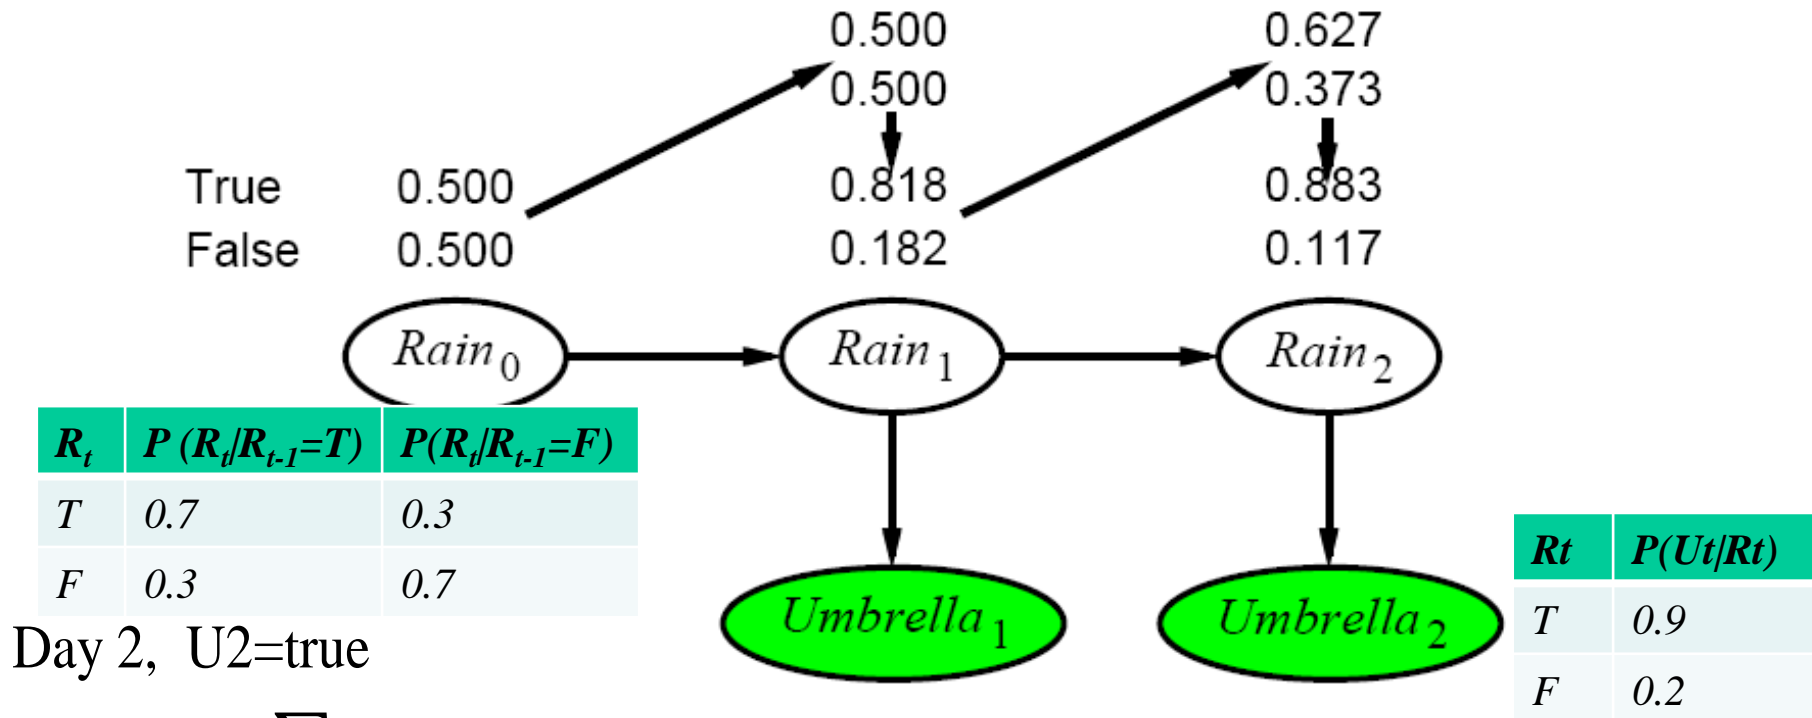 0.500 0.627
0.500 0.373
True 0.500 0.818 0.883
False 0.500 0.182 0.117
Rain0 Rain1 Rain2
Rt P (Rt/Rt-1=T) P(Rt/Rt-1=F)
T 0.7 0.3
F 0.3 0.7
Umbrella1 Umbrella2
Rt P(Ut/Rt)
T 0.9
F 0.2
Day 2, U2=true